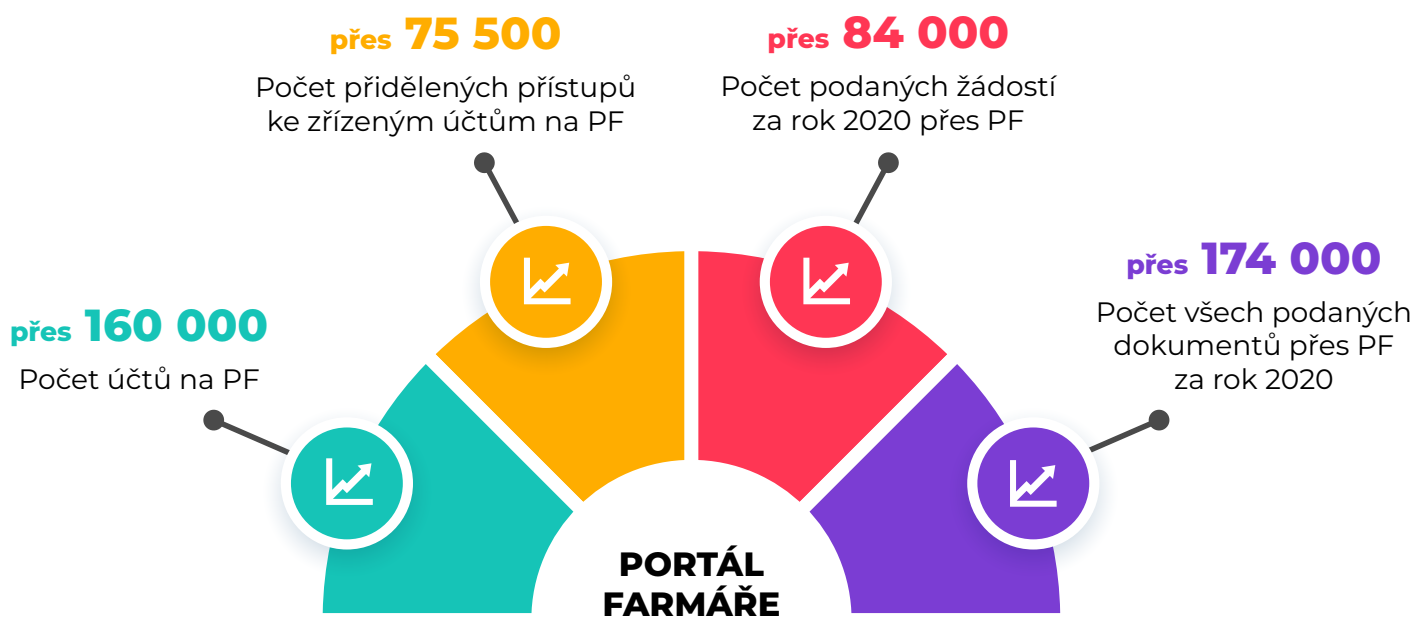 přes 75 500
Počet přidělených přístupů
ke zřízeným účtům na PF
přes 84 000
Počet podaných žádostí
za rok 2020 přes PF
přes 160 000
Počet účtů na PF
přes 174 000
Počet všech podaných
dokumentů přes PF
za rok 2020
PORTÁL
FARMÁŘE